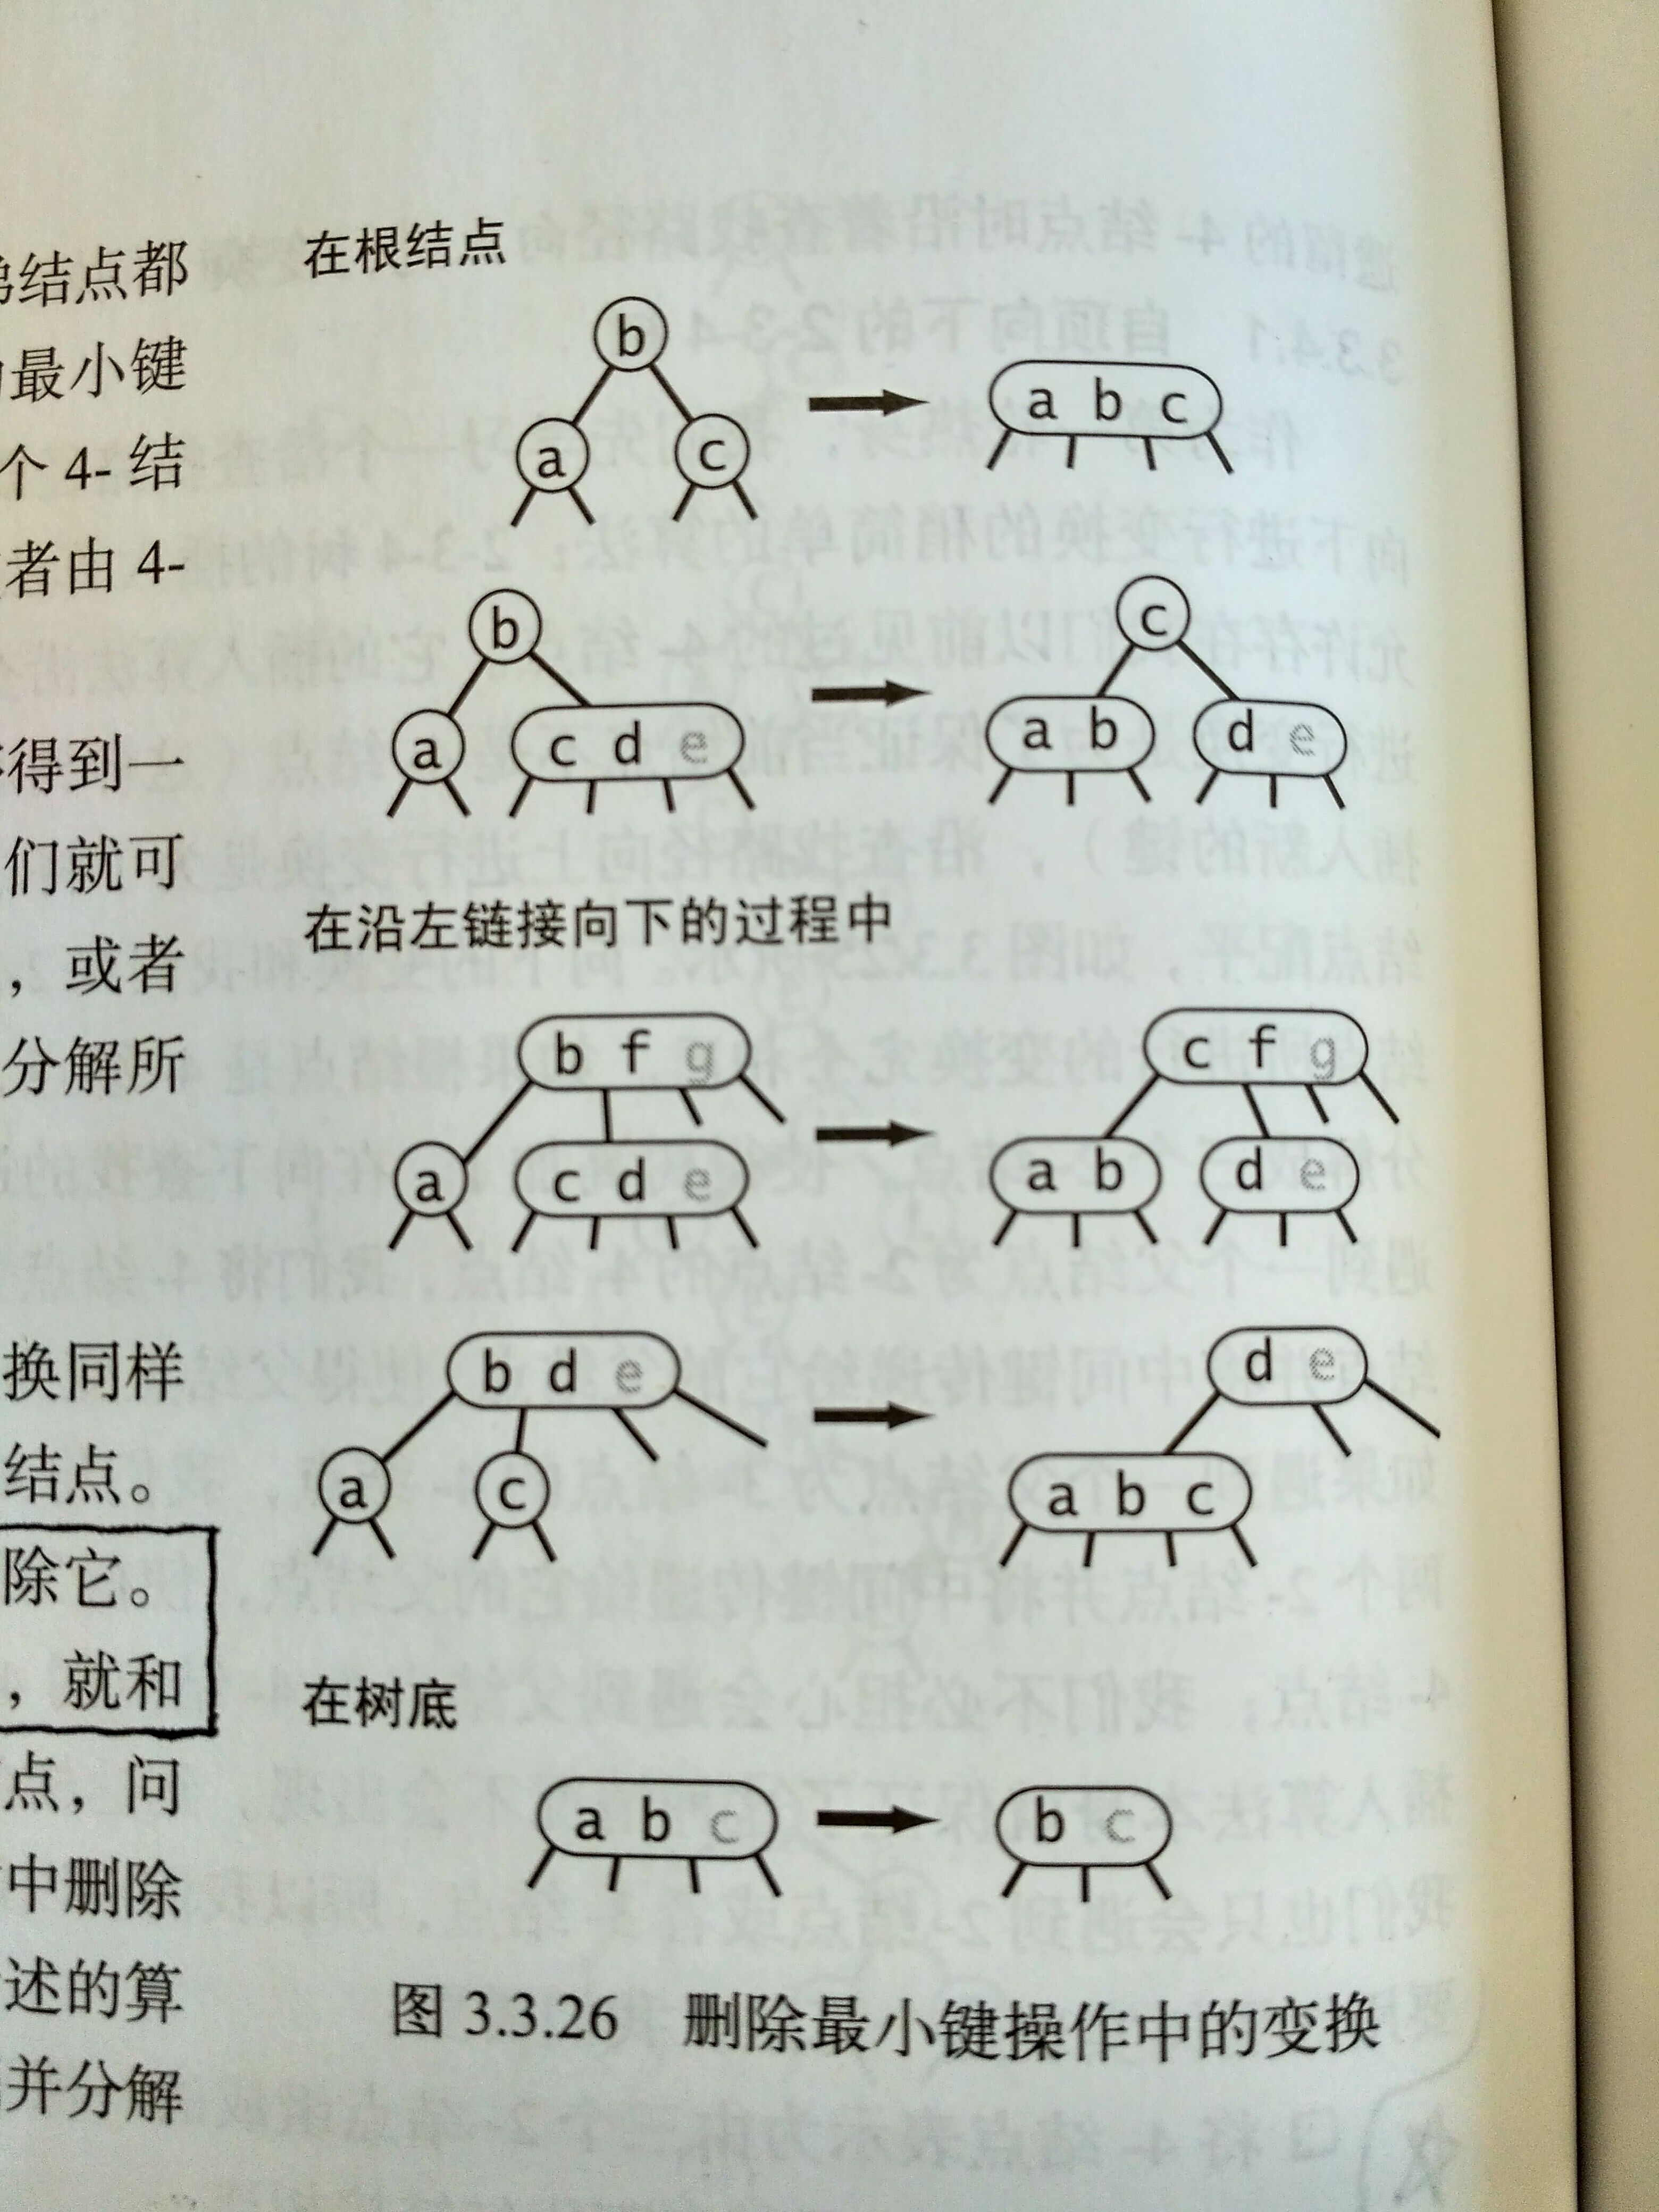 结点都
最小键
个 4- 结
者由 4-
得得到一
们就可
，或者
分解所
换同样
结点。
除它。
，就和
点，问
中删除
述的算
并分解
在根结点
b
a c
a b c
b
a c d e
c
a b d e
在沿左链接向下的过程中
b f g
a c d e
c f g
a b d e
b d e
a c
d e
a b c
在树底
a b c
b c
图 3.3.26 删除最小键操作中的变换